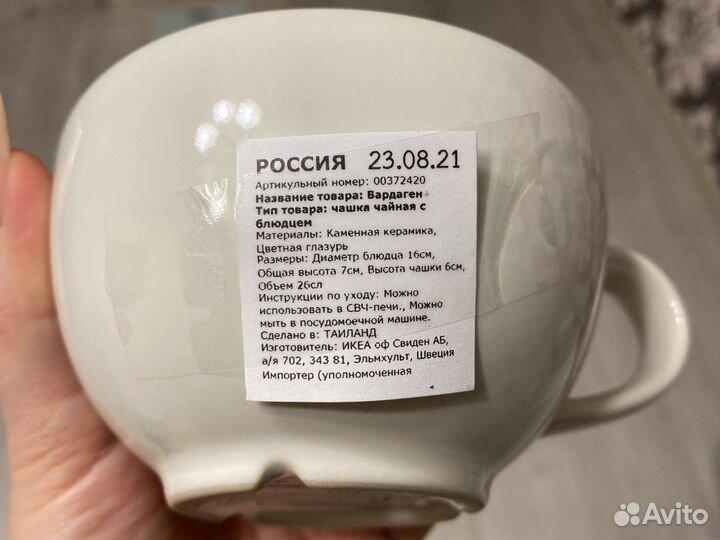 РОССИЯ 23.08.21
Артикульный номер: 00372420
Название товара: Вардаген
Тип товара: чашка чайная с
блюдцем
Материалы: Каменная керамика,
Цветная глазурь
Размеры: Диаметр блюдца 16см,
Общая высота 7см, Высота чашки 6см,
Объем 26сл
Инструкции по уходу: Можно
использовать в СВЧ-печи., Можно
мыть в посудомоечной машине.
Сделано в: ТАИЛАНД
Изготовитель: ИКЕА оф Свиден АБ,
а/я 702, 343 81, Эльмхульт, Швеция
Импортер (уполномоченная
Avito